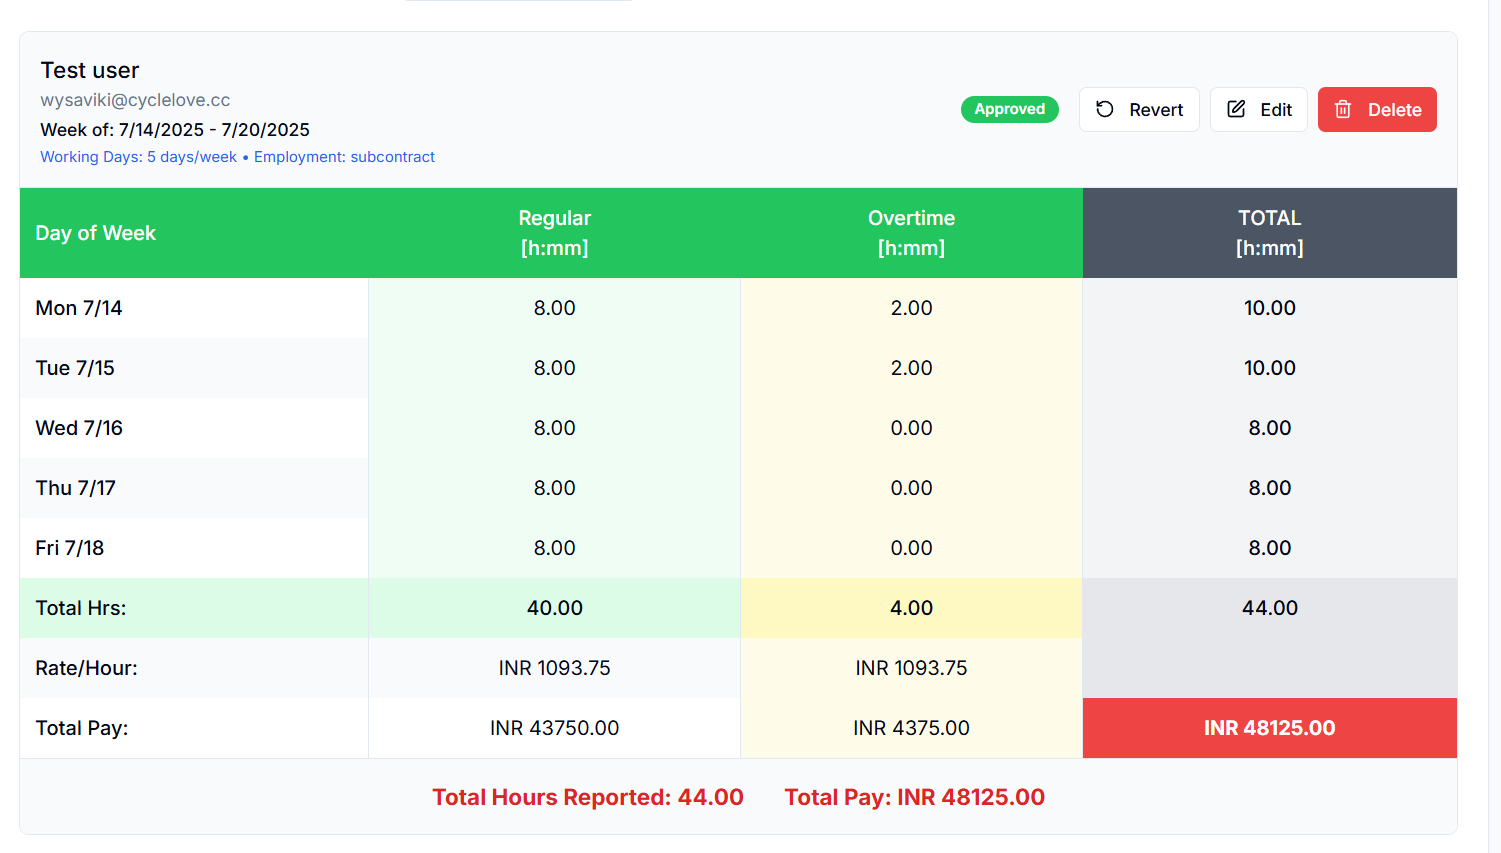 Test user
wysaviki@cyclelove.cc
Week of: 7/14/2025 - 7/20/2025
Working Days: 5 days/week • Employment: subcontract
Approved
Revert
Edit
Delete
Day of Week
Regular
[h:mm]
Overtime
[h:mm]
TOTAL
[h:mm]
Mon 7/14 8.00 2.00 10.00
Tue 7/15 8.00 2.00 10.00
Wed 7/16 8.00 0.00 8.00
Thu 7/17 8.00 0.00 8.00
Fri 7/18 8.00 0.00 8.00
Total Hrs: 40.00 4.00 44.00
Rate/Hour: INR 1093.75 INR 1093.75
Total Pay: INR 43750.00 INR 4375.00 INR 48125.00
Total Hours Reported: 44.00 Total Pay: INR 48125.00